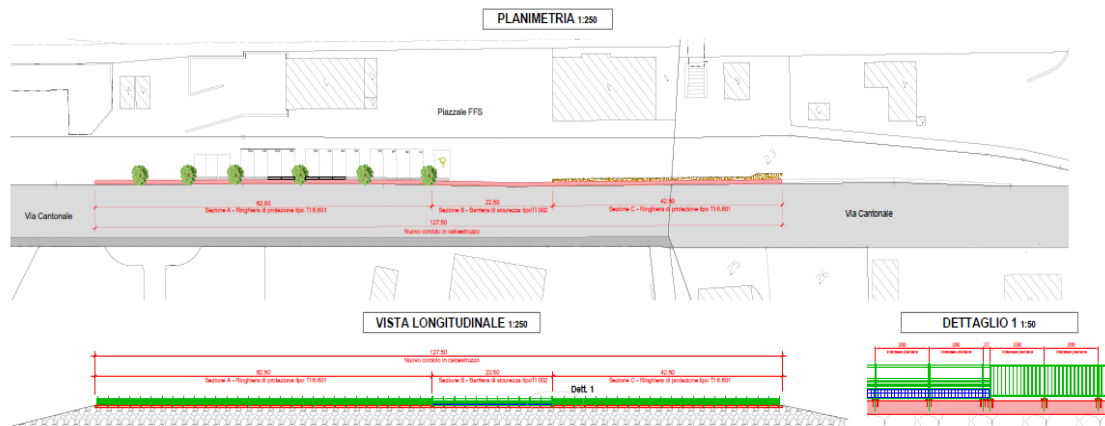 PLANIMETRIA 1:250
Piazzale FFS
23
Via Cantonale
62.50
22.50
42.50
Via Cantonale
Sezione A - Ringhiera di protezione tipo TI 6.601
Sezione B - Barriera di sicurezza tipo TI 002
Sezione C - Ringhiera di protezione tipo TI 6.601
127.50
Nuovo cordolo in calcestruzzo
25
26
VISTA LONGITUDINALE 1:250
DETTAGLIO 1 1:50
127.50
Nuovo cordolo in calcestruzzo
62.50
22.50
42.50
Sezione A - Ringhiera di protezione tipo TI 6.601
Sezione B - Barriera di sicurezza tipo TI 002
Sezione C - Ringhiera di protezione tipo TI 6.601
Dett. 1
200
200
27
200
200